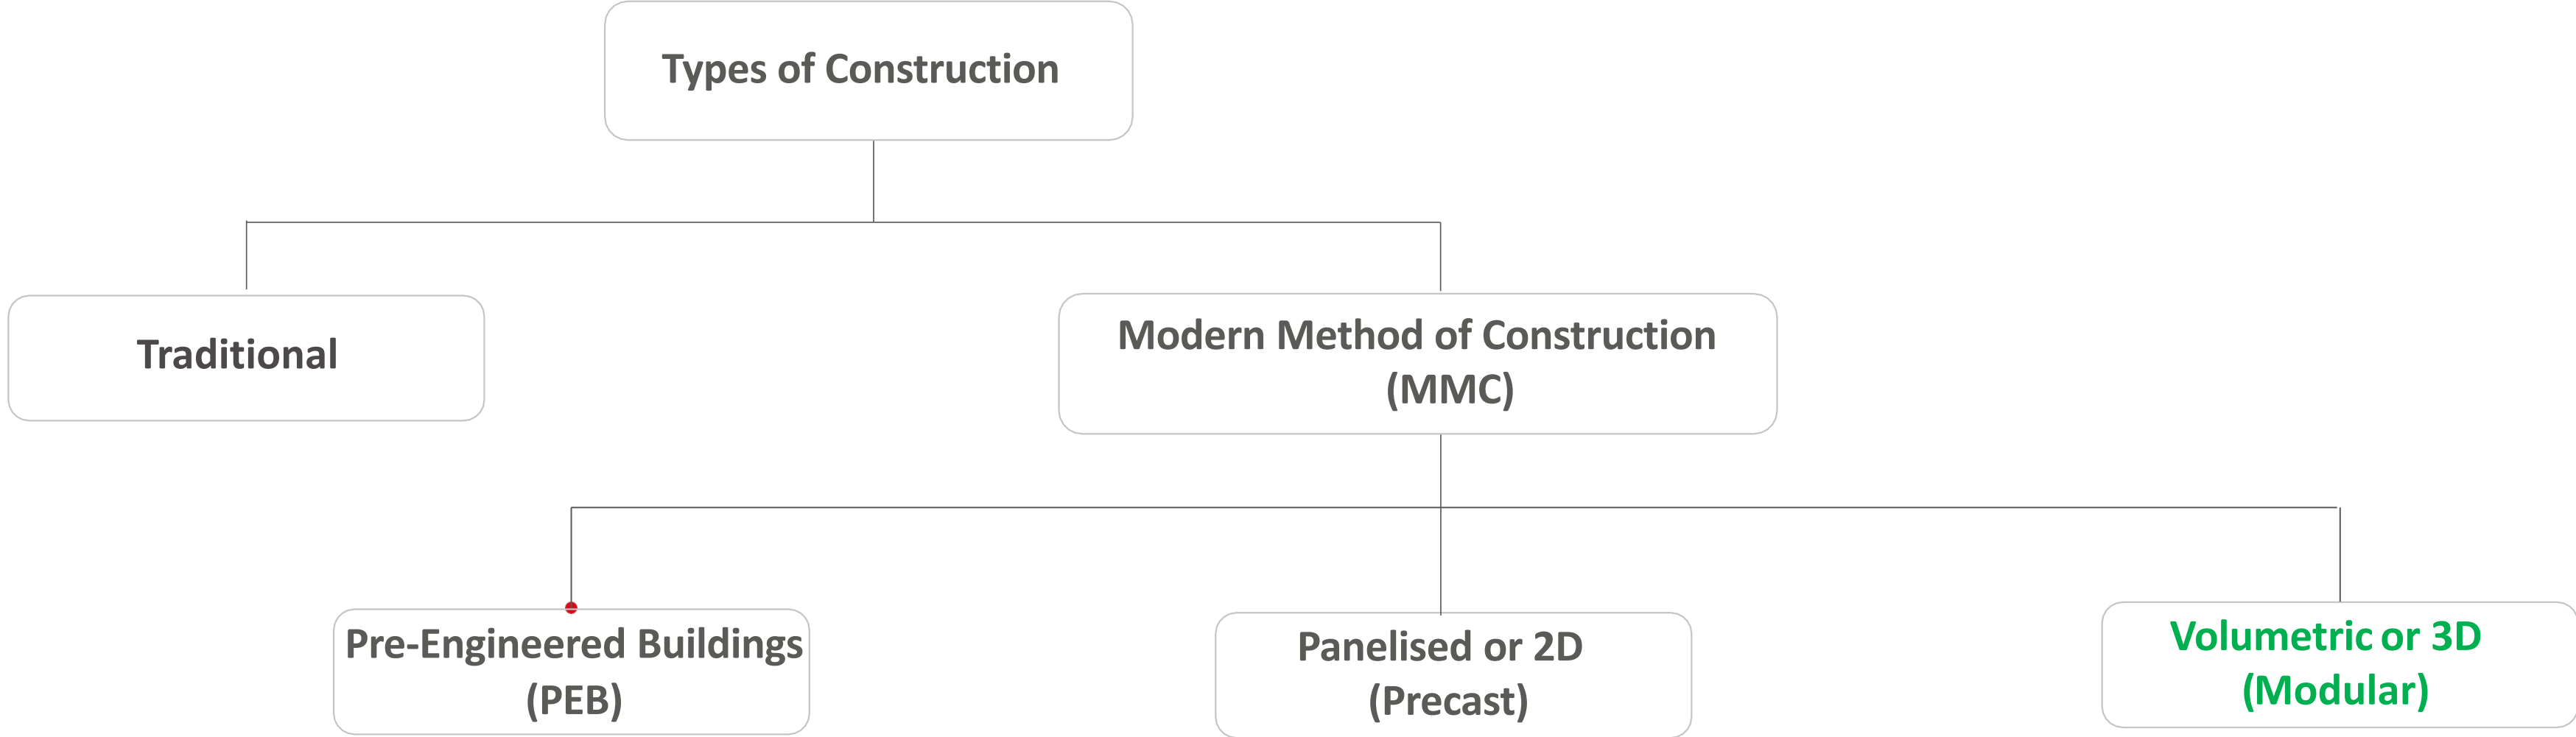 Types of Construction
Traditional
Modern Method of Construction
(MMC)
Pre-Engineered Buildings
(PEB)
Panelised or 2D
(Precast)
Volumetric or 3D
(Modular)